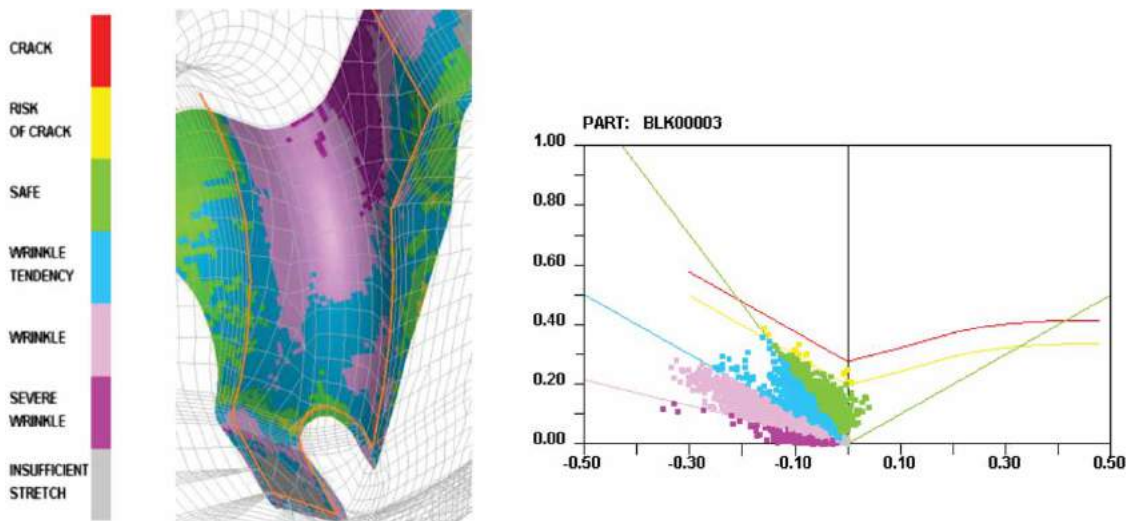 CRACK
RISK
OF CRACK
SAFE
WRINKLE
TENDENCY
WRINKLE
SEVERE
WRINKLE
INSUFFICIENT
STRETCH
PART: BLK00003
1.00
0.80
0.60
0.40
0.20
0.00
-0.50
-0.30
-0.10
0.10
0.30
0.50